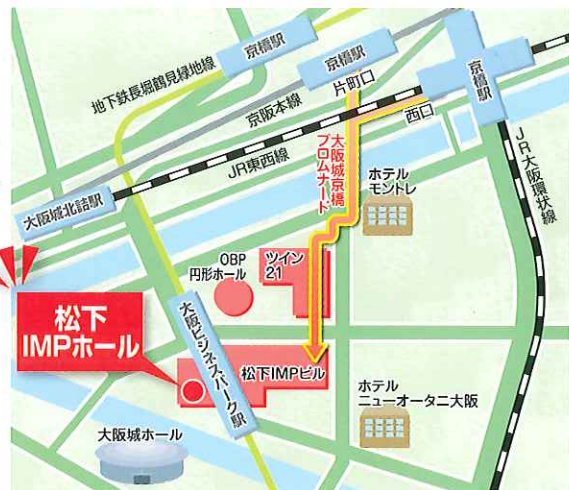 京橋駅
京橋駅
京橋駅
地下鉄長堀鶴見緑地線
京阪本線
片町口
西口
JR東西線
大阪城北詰駅
大阪城京橋
プロムナード
ホテル
モントレ
JR大阪環状線
OBP
円形ホール
ツイン
21
松下
IMPホール
大阪ビジネスパーク駅
松下IMPビル
ホテル
ニューオータニ大阪
大阪城ホール